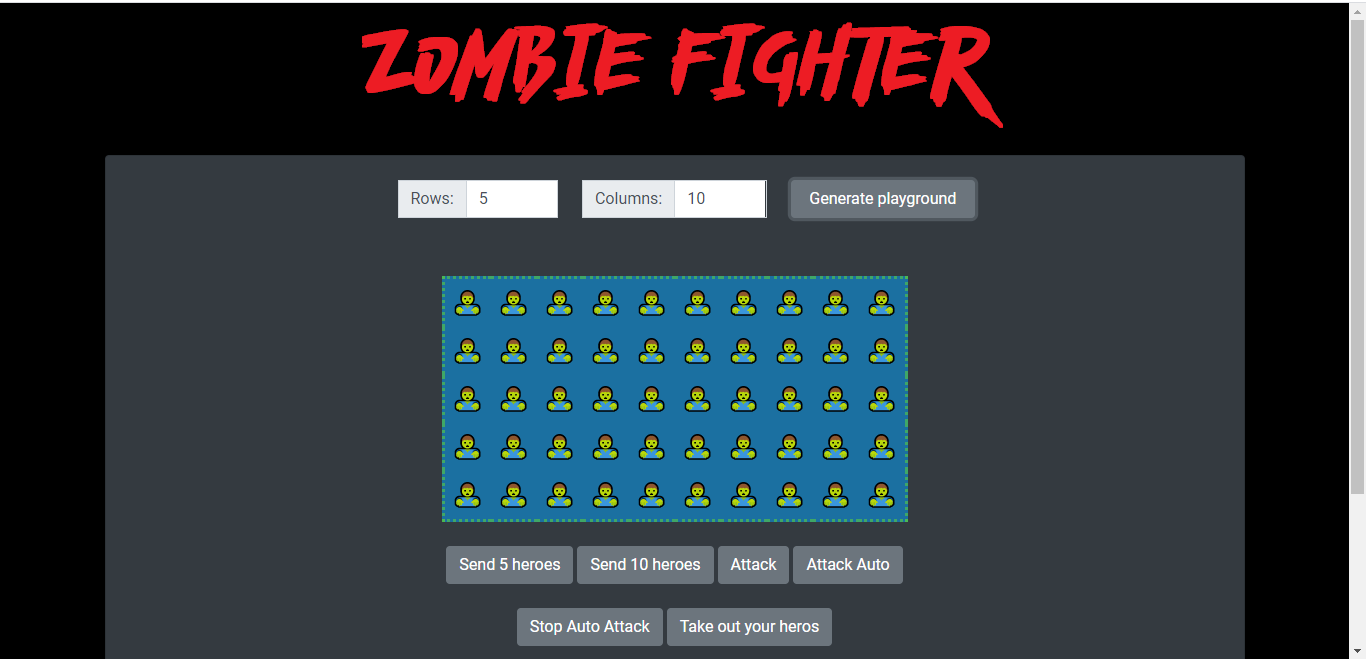 ZOMBIE FIGHTER
Rows: 5 Columns: 10 Generate playground
Send 5 heroes Send 10 heroes Attack Attack Auto
Stop Auto Attack Take out your heros